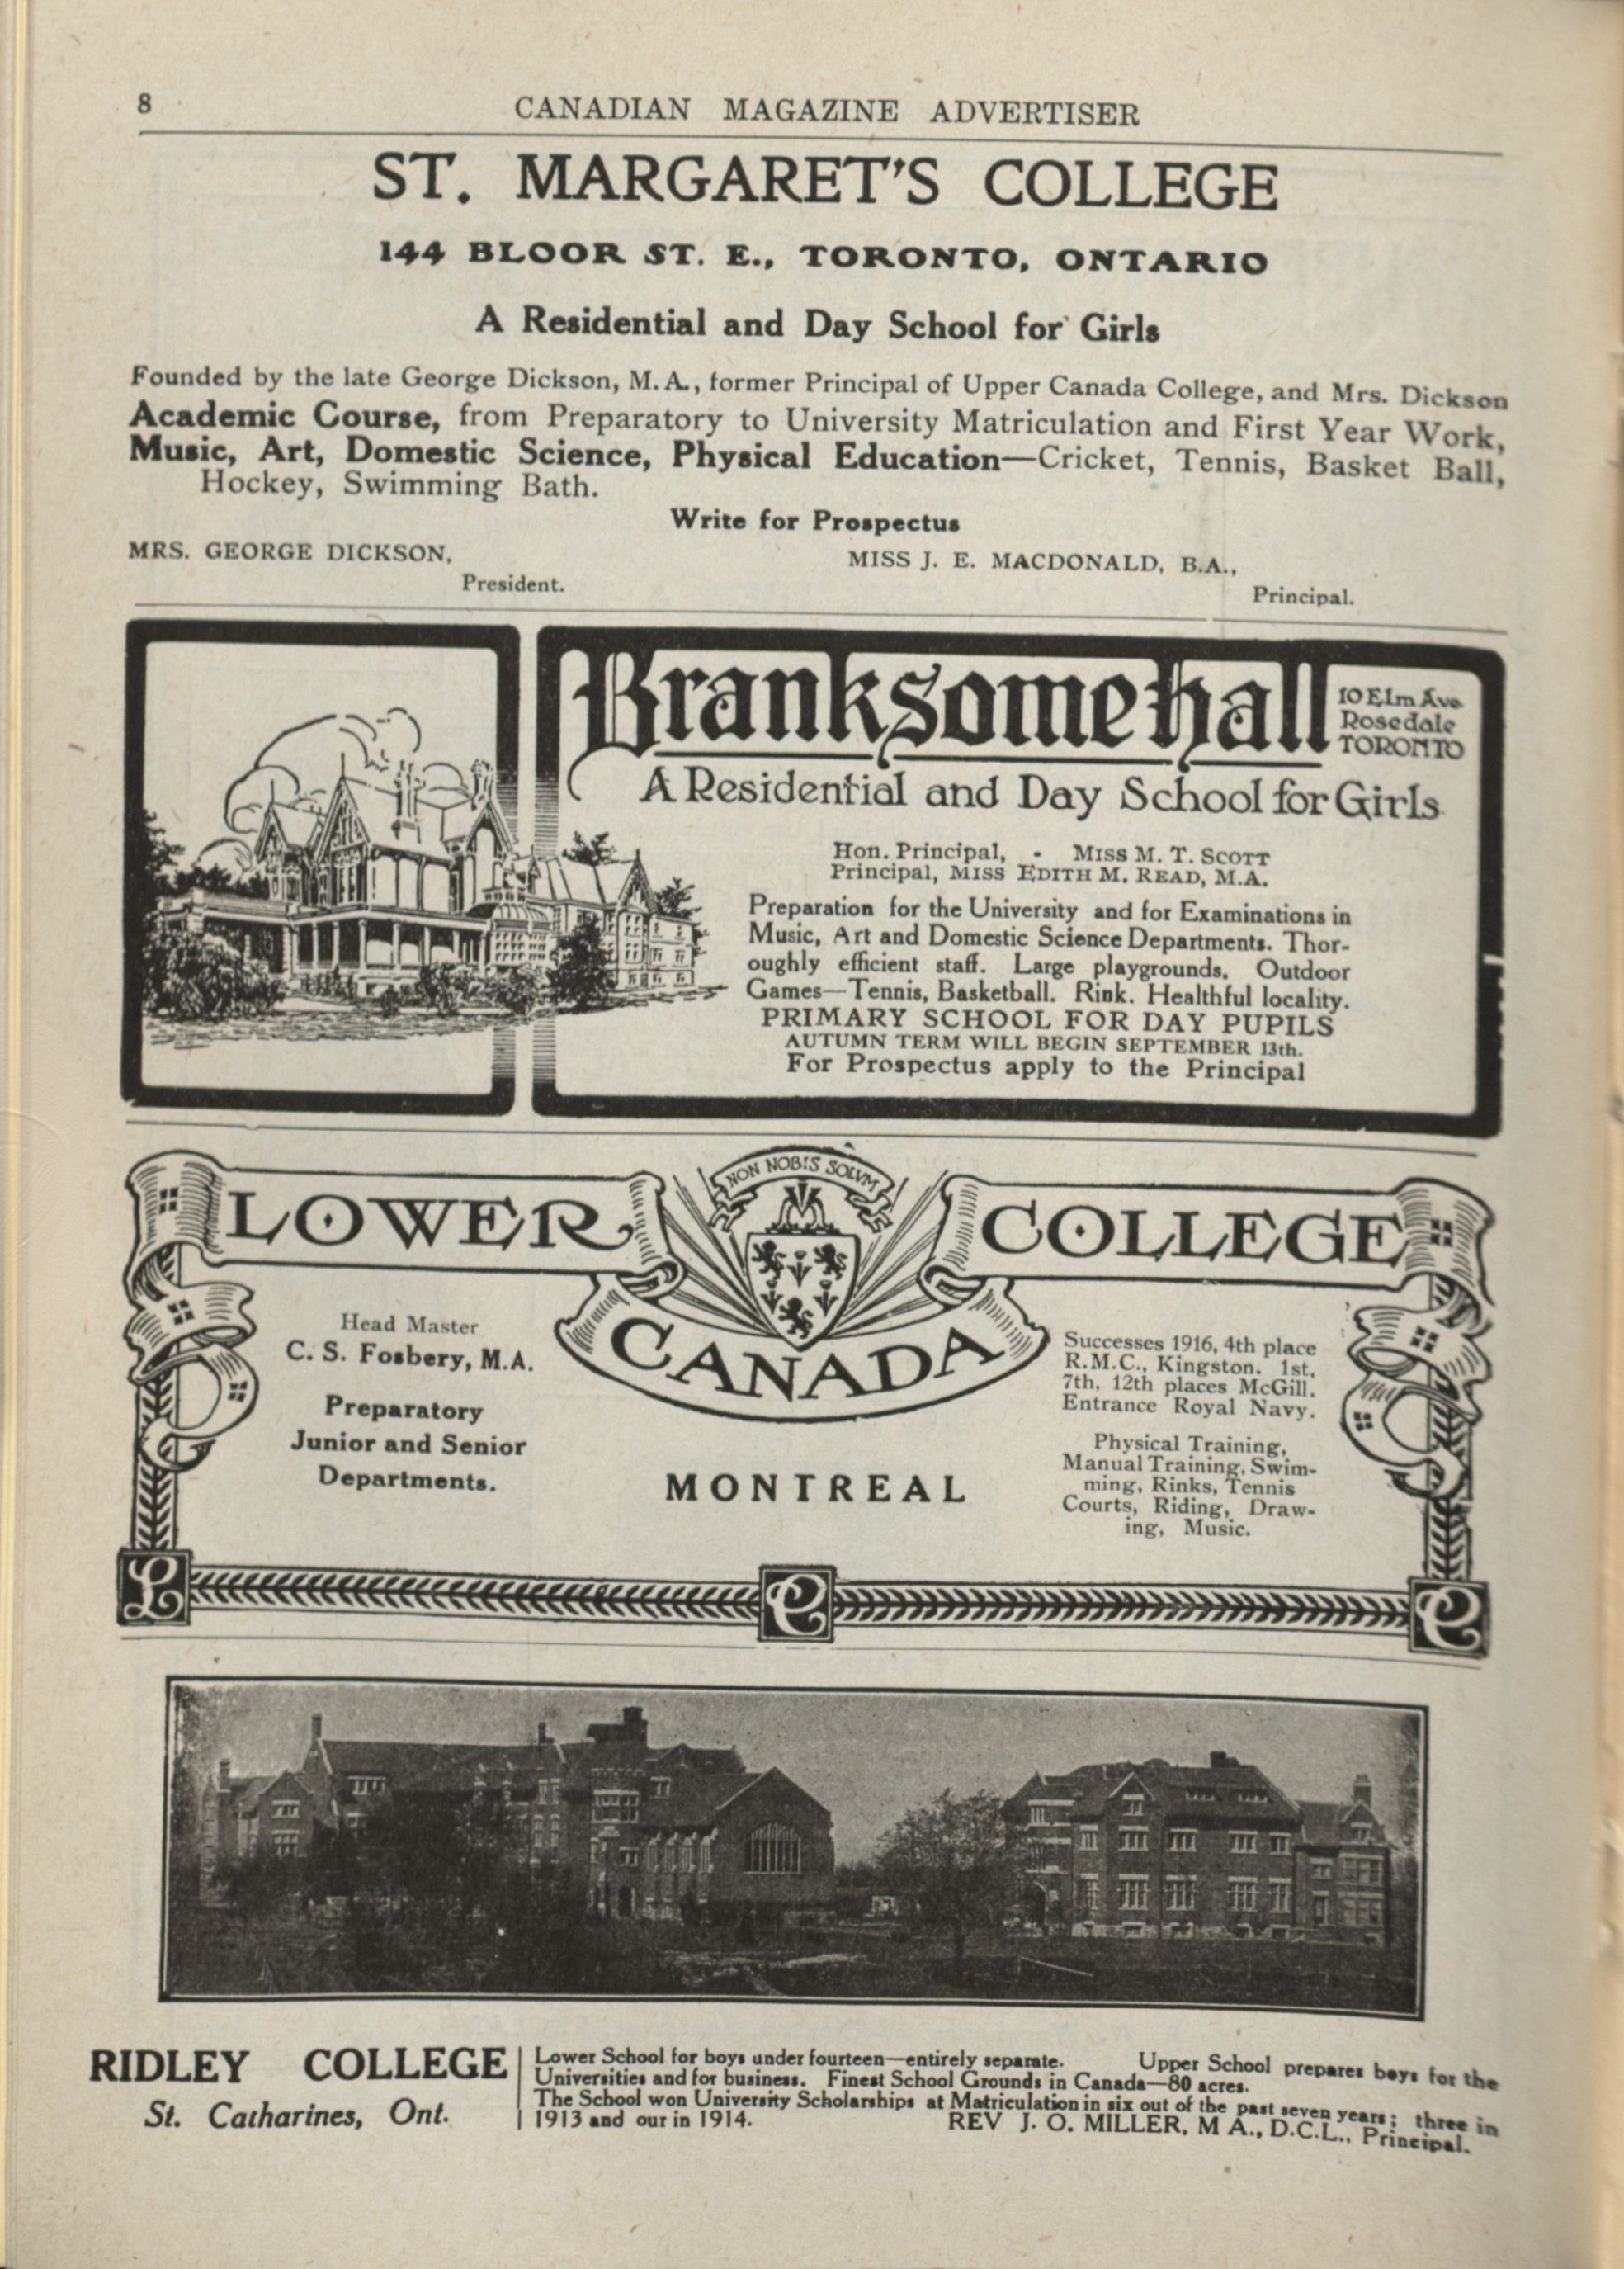 8
CANADIAN MAGAZINE ADVERTISER
ST. MARGARET'S COLLEGE
144 BLOOR ST. E., TORONTO, ONTARIO
A Residential and Day School for Girls
Founded by the late George Dickson, M.A., former Principal of Upper Canada College, and Mrs. Dickson
Academic Course, from Preparatory to University Matriculation and First Year Work,
Music, Art, Domestic Science, Physical Education—Cricket, Tennis, Basket Ball,
Hockey, Swimming Bath.
Write for Prospectus
MRS. GEORGE DICKSON,
President.
MISS J. E. MACDONALD, B.A.,
Principal.
Branksome Hall
10 Elm Ave
Rosedale
TORONTO
A Residential and Day School for Girls
Hon. Principal, - MISS M. T. SCOTT
Principal, MISS EDITH M. READ, M.A.
Preparation for the University and for Examinations in
Music, Art and Domestic Science Departments. Thor-
oughly efficient staff. Large playgrounds. Outdoor
Games—Tennis, Basketball. Rink. Healthful locality.
PRIMARY SCHOOL FOR DAY PUPILS
AUTUMN TERM WILL BEGIN SEPTEMBER 13th.
For Prospectus apply to the Principal
NON NOBIS SOLVM
LOWER
CANADA
COLLEGE
Head Master
C. S. Fosbery, M.A.
Preparatory
Junior and Senior
Departments.
MONTREAL
Successes 1916, 4th place
R.M.C., Kingston. 1st,
7th, 12th places McGill.
Entrance Royal Navy.
Physical Training,
Manual Training, Swim-
ming, Rinks, Tennis
Courts, Riding, Draw-
ing, Music.
L C C
RIDLEY COLLEGE
St. Catharines, Ont.
Lower School for boys under fourteen—entirely separate. Upper School prepares boys for the
Universities and for business. Finest School Grounds in Canada—80 acres.
The School won University Scholarships at Matriculation in six out of the past seven years; three in
1913 and our in 1914.
REV J. O. MILLER, M A., D.C.L., Principal.